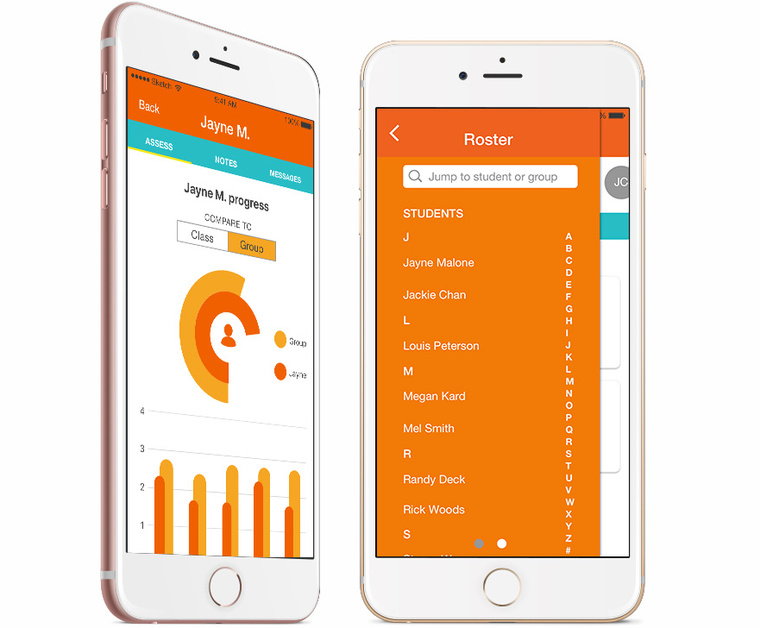 Sketch
9:41 AM
100%
Back
Jayne M.
ASSESS
NOTES
MESSAGES
Jayne M. progress
COMPARE TO
Class
Group
Group
Jayne
4
3
2
1
%
Roster
JC
Jump to student or group
STUDENTS
J
Jayne Malone
Jackie Chan
L
Louis Peterson
M
Megan Kard
Mel Smith
R
Randy Deck
Rick Woods
S
A
B
C
D
E
F
G
H
I
J
K
L
M
N
O
P
Q
R
S
T
U
V
W
X
Y
Z
#